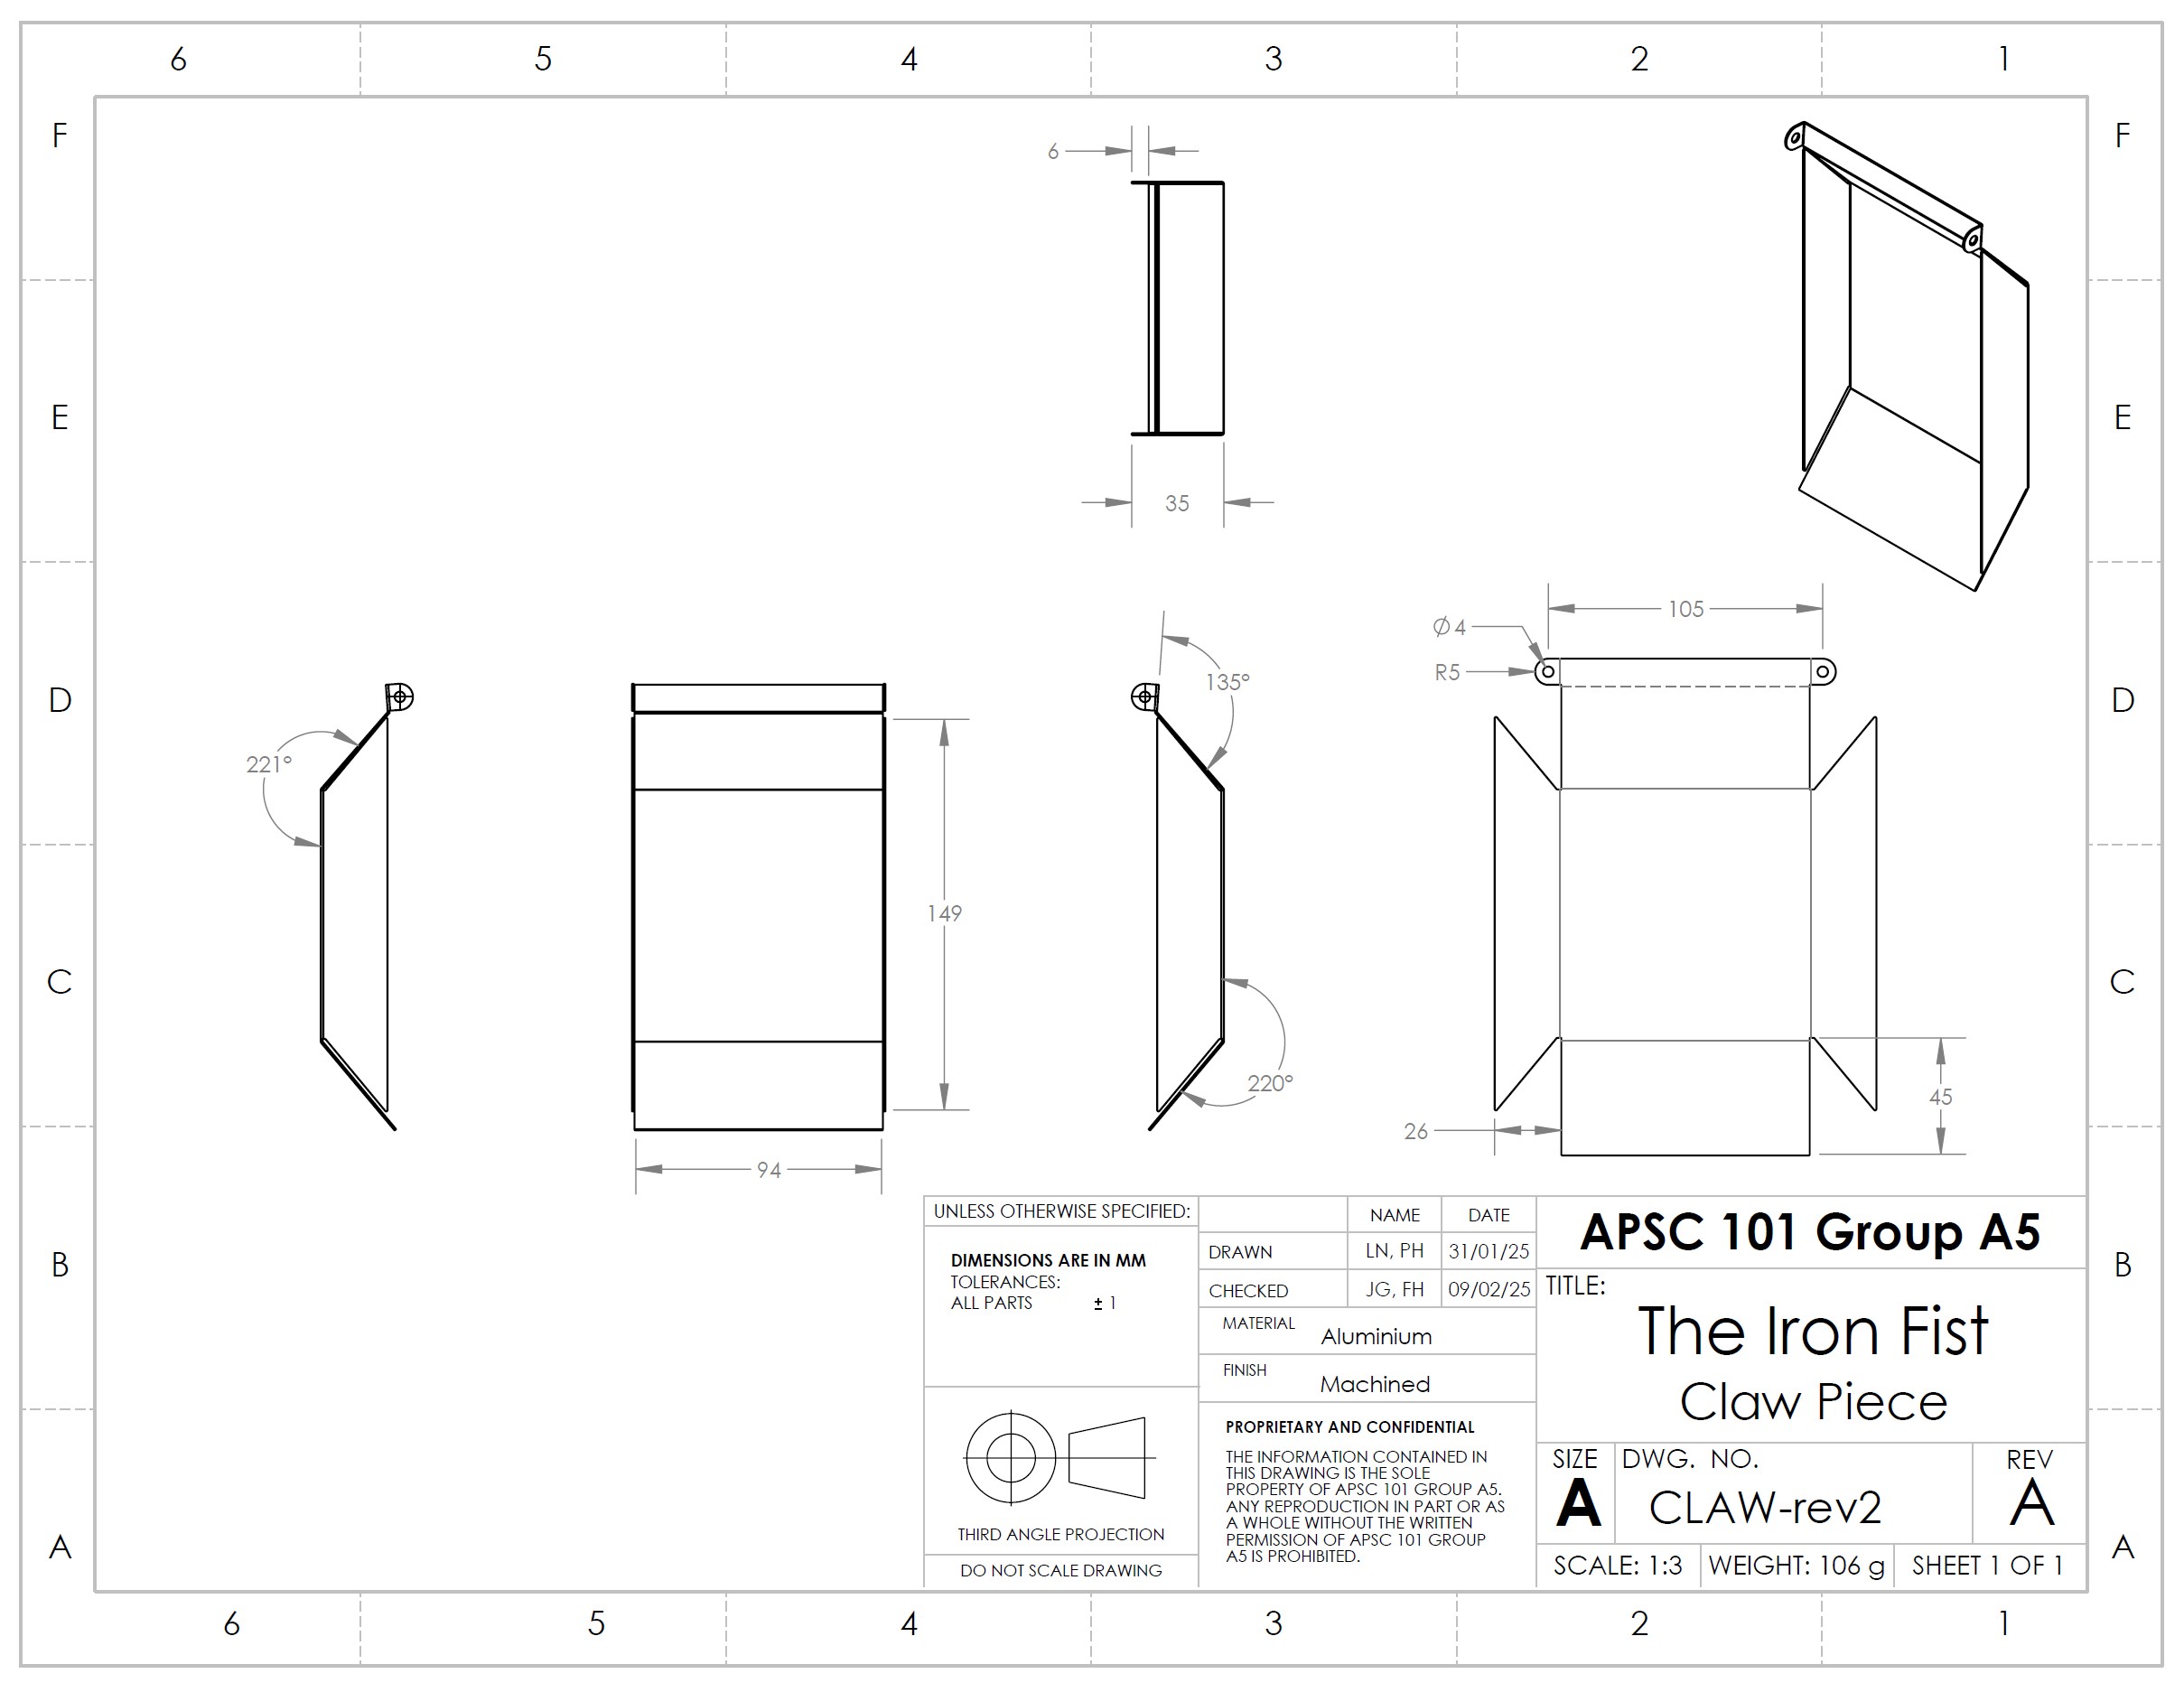 6 5 4 3 2 1
F F
6
E E
35
105
Ø4
R5
D D
135°
221°
149
C C
220°
45
26
94
UNLESS OTHERWISE SPECIFIED:
DIMENSIONS ARE IN MM
TOLERANCES:
ALL PARTS ± 1
THIRD ANGLE PROJECTION
DO NOT SCALE DRAWING
NAME DATE
DRAWN LN, PH 31/01/25
CHECKED JG, FH 09/02/25
MATERIAL Aluminium
FINISH Machined
PROPRIETARY AND CONFIDENTIAL
THE INFORMATION CONTAINED IN
THIS DRAWING IS THE SOLE
PROPERTY OF APSC 101 GROUP A5.
ANY REPRODUCTION IN PART OR AS
A WHOLE WITHOUT THE WRITTEN
PERMISSION OF APSC 101 GROUP
A5 IS PROHIBITED.
APSC 101 Group A5
TITLE:
The Iron Fist
Claw Piece
SIZE DWG. NO. REV
A CLAW-rev2 A
SCALE: 1:3 WEIGHT: 106 g SHEET 1 OF 1
B B
A A
6 5 4 3 2 1